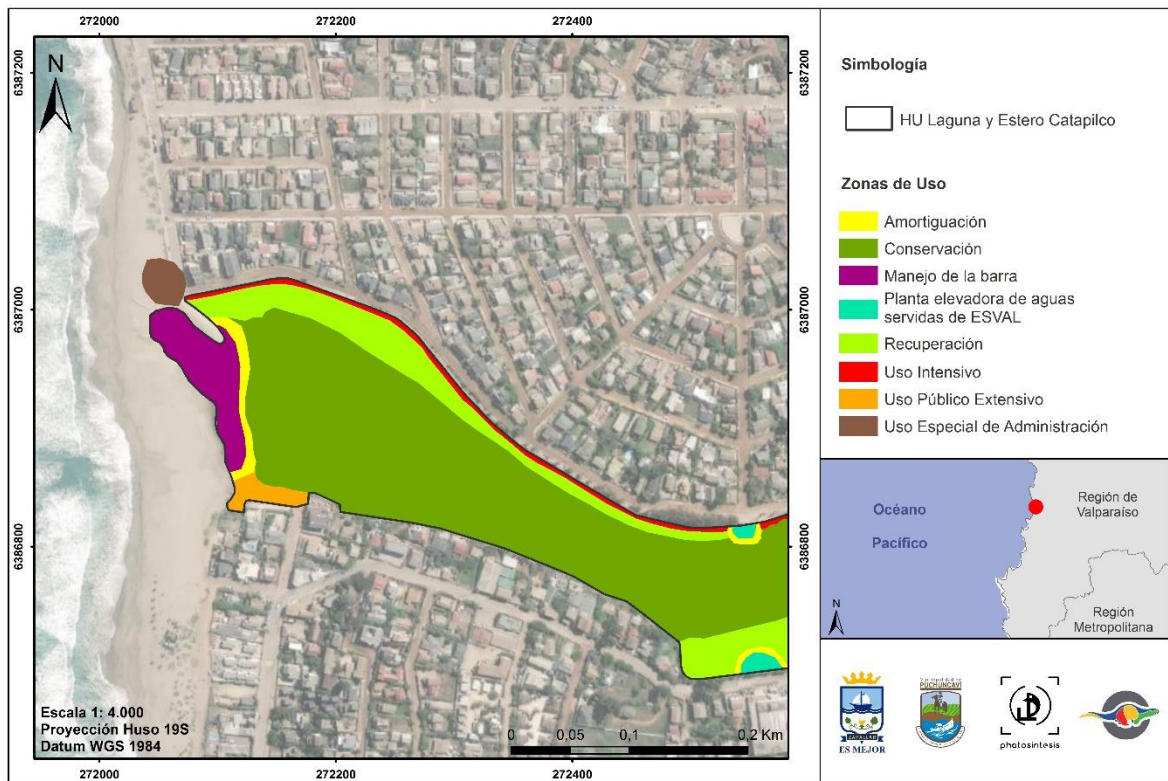 272000
272200
272400
6387200
6387200
N
6387000
6387000
6386800
6386800
Escala 1: 4.000
Proyección Huso 19S
Datum WGS 1984
0
0,05
0,1
0,2 Km
272000
272200
272400
Simbología
HU Laguna y Estero Catapilco
Zonas de Uso
Amortiguación
Conservación
Manejo de la barra
Planta elevadora de aguas
servidas de ESVAL
Recuperación
Uso Intensivo
Uso Público Extensivo
Uso Especial de Administración
Océano
Pacífico
Región de
Valparaíso
Región
Metropolitana
N
ZAPALLAR
ES MEJOR
PUCHUNCAVÍ
photosintesis